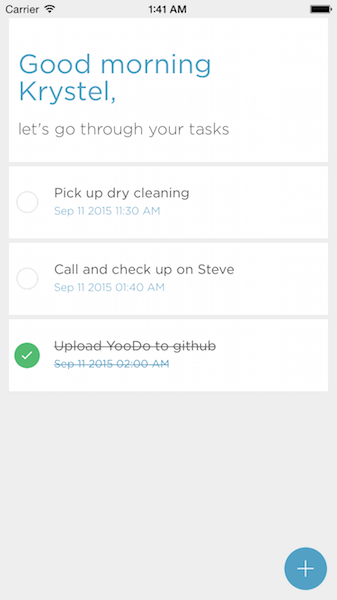 Carrier 1:41 AM
Good morning
Krystel,
let's go through your tasks
Pick up dry cleaning
Sep 11 2015 11:30 AM
Call and check up on Steve
Sep 11 2015 01:40 AM
Upload YooDo to github
Sep 11 2015 02:00 AM